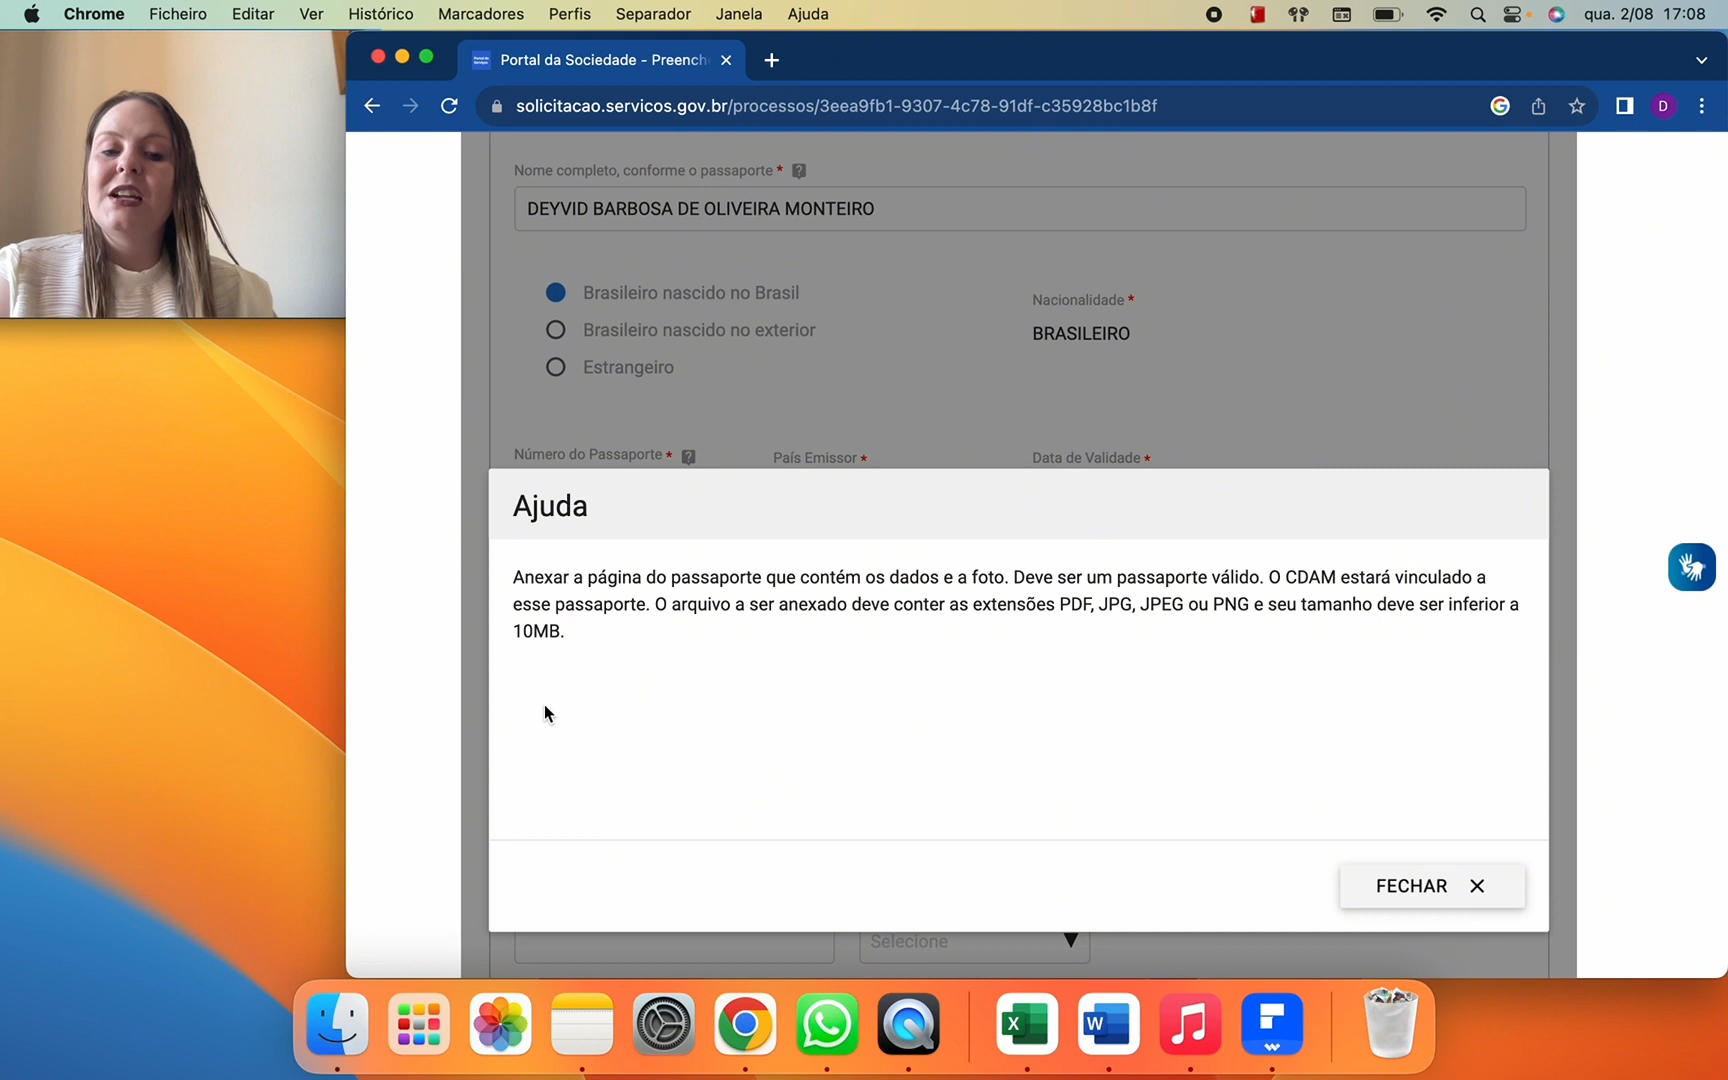 Chrome Ficheiro Editar Ver Histórico Marcadores Perfis Separador Janela Ajuda qua. 2/08 17:08
Portal da Sociedade - Preench
solicitacao.servicos.gov.br/processos/3eea9fb1-9307-4c78-91df-c35928bc1b8f D
Nome completo, conforme o passaporte * ?
DEYVID BARBOSA DE OLIVEIRA MONTEIRO
Brasileiro nascido no Brasil
Nacionalidade *
Brasileiro nascido no exterior
BRASILEIRO
Estrangeiro
Número do Passaporte * ? País Emissor * Data de Validade *
Ajuda
Anexar a página do passaporte que contém os dados e a foto. Deve ser um passaporte válido. O CDAM estará vinculado a
esse passaporte. O arquivo a ser anexado deve conter as extensões PDF, JPG, JPEG ou PNG e seu tamanho deve ser inferior a
10MB.
FECHAR
Selecione
X W